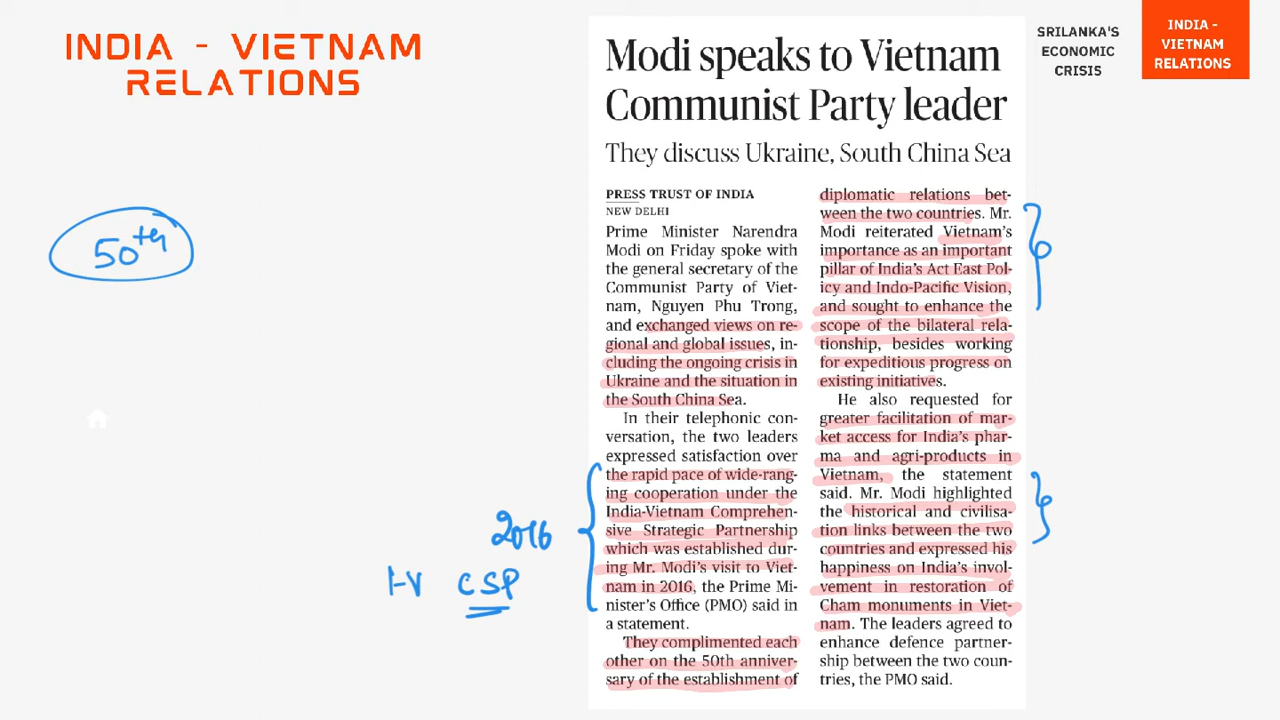 INDIA - VIETNAM
RELATIONS
SRILANKA'S
ECONOMIC
CRISIS
INDIA -
VIETNAM
RELATIONS
Modi speaks to Vietnam
Communist Party leader
They discuss Ukraine, South China Sea
PRESS TRUST OF INDIA
NEW DELHI
Prime Minister Narendra
Modi on Friday spoke with
the general secretary of the
Communist Party of Viet-
nam, Nguyen Phu Trong,
and exchanged views on re-
gional and global issues, in-
cluding the ongoing crisis in
Ukraine and the situation in
the South China Sea.
In their telephonic con-
versation, the two leaders
expressed satisfaction over
the rapid pace of wide-rang-
ing cooperation under the
India-Vietnam Comprehen-
sive Strategic Partnership
which was established dur-
ing Mr. Modi's visit to Viet-
nam in 2016, the Prime Mi-
nister's Office (PMO) said in
a statement.
They complimented each
other on the 50th anniver-
sary of the establishment of
diplomatic relations bet-
ween the two countries. Mr.
Modi reiterated Vietnam's
importance as an important
pillar of India's Act East Pol-
icy and Indo-Pacific Vision,
and sought to enhance the
scope of the bilateral rela-
tionship, besides working
for expeditious progress on
existing initiatives.
He also requested for
greater facilitation of mar-
ket access for India's phar-
ma and agri-products in
Vietnam, the statement
said. Mr. Modi highlighted
the historical and civilisa-
tion links between the two
countries and expressed his
happiness on India's invol-
vement in restoration of
Cham monuments in Viet-
nam. The leaders agreed to
enhance defence partner-
ship between the two coun-
tries, the PMO said.
50th
2016
I-V CSP